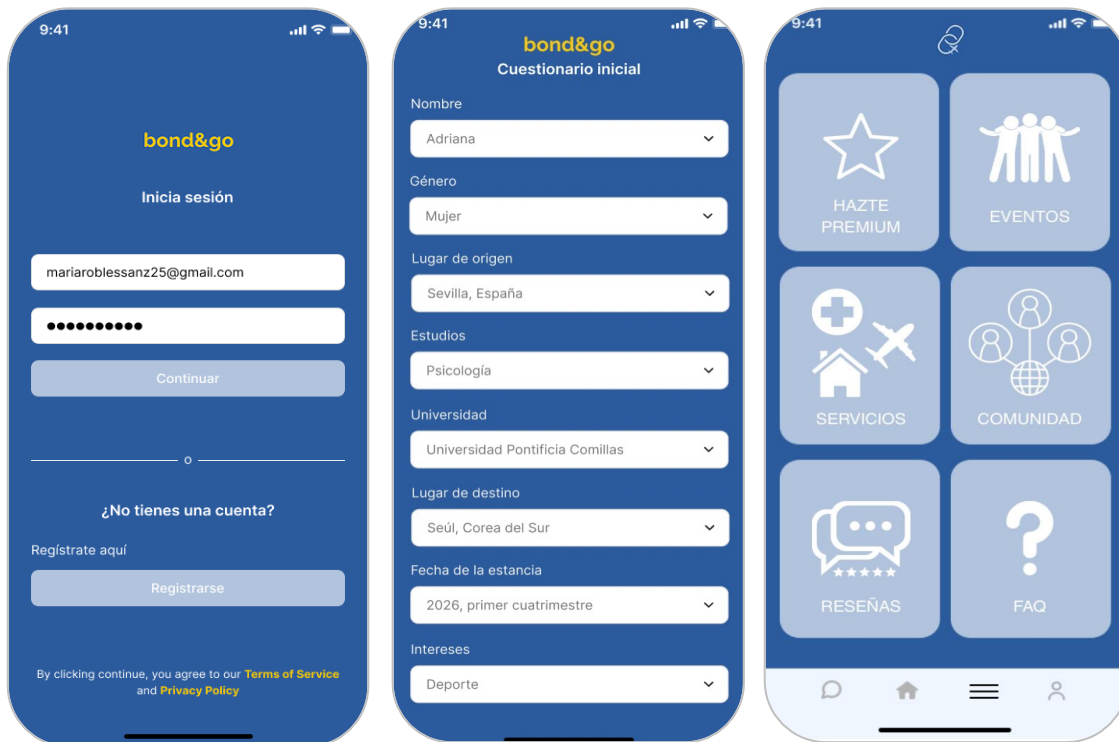 9:41
bond&go
Inicia sesión
mariaroblessanz25@gmail.com
●●●●●●●●●●
Continuar
o
¿No tienes una cuenta?
Regístrate aquí
Registrarse
By clicking continue, you agree to our Terms of Service
and Privacy Policy
9:41
bond&go
Cuestionario inicial
Nombre
Adriana
Género
Mujer
Lugar de origen
Sevilla, España
Estudios
Psicología
Universidad
Universidad Pontificia Comillas
Lugar de destino
Seúl, Corea del Sur
Fecha de la estancia
2026, primer cuatrimestre
Intereses
Deporte
9:41
HAZTE
PREMIUM
EVENTOS
SERVICIOS
COMUNIDAD
RESEÑAS
FAQ